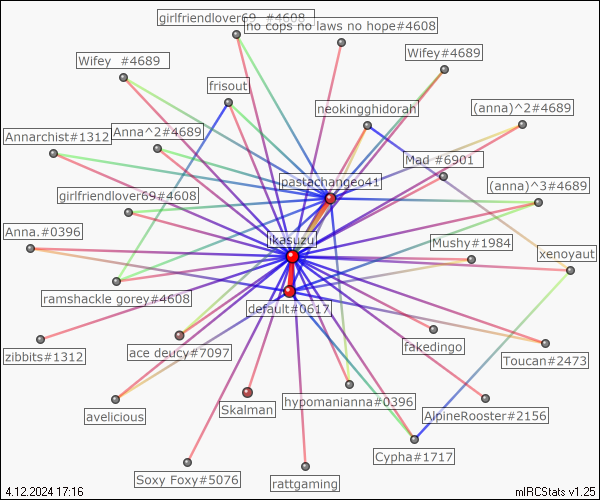 girlfriendlover69 #4608
no cops no laws no hope#4608
Wifey #4689
Wifey#4689
frisout
neokingghidorah
(anna)^2#4689
Annarchist#1312
Anna^2#4689
Mad #6901
pastachangeo41
(anna)^3#4689
girlfriendlover69#4608
Anna.#0396
ikasuzu
Mushy#1984
xenoyaut
ramshackle gorey#4608
default#0617
zibbits#1312
ace deucy#7097
fakedingo
Toucan#2473
avelicious
Skalman
hypomanianna#0396
AlpineRooster#2156
Cypha#1717
Soxy Foxy#5076
rattgaming
4.12.2024 17:16
mIRCStats v1.25